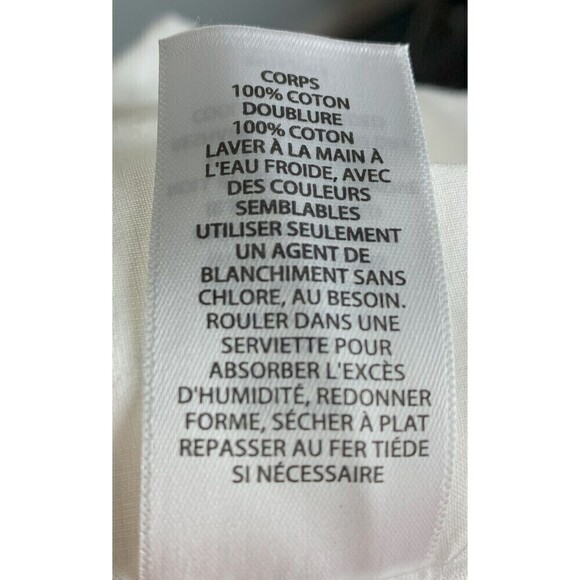 CORPS
100% COTON
DOUBLURE
100% COTON
LAVER À LA MAIN À
L'EAU FROIDE, AVEC
DES COULEURS
SEMBLABLES
UTILISER SEULEMENT
UN AGENT DE
BLANCHIMENT SANS
CHLORE, AU BESOIN.
ROULER DANS UNE
SERVIETTE POUR
ABSORBER L'EXCÈS
D'HUMIDITÉ, REDONNER
FORME, SÉCHER À PLAT
REPASSER AU FER TIÉDE
SI NÉCESSAIRE